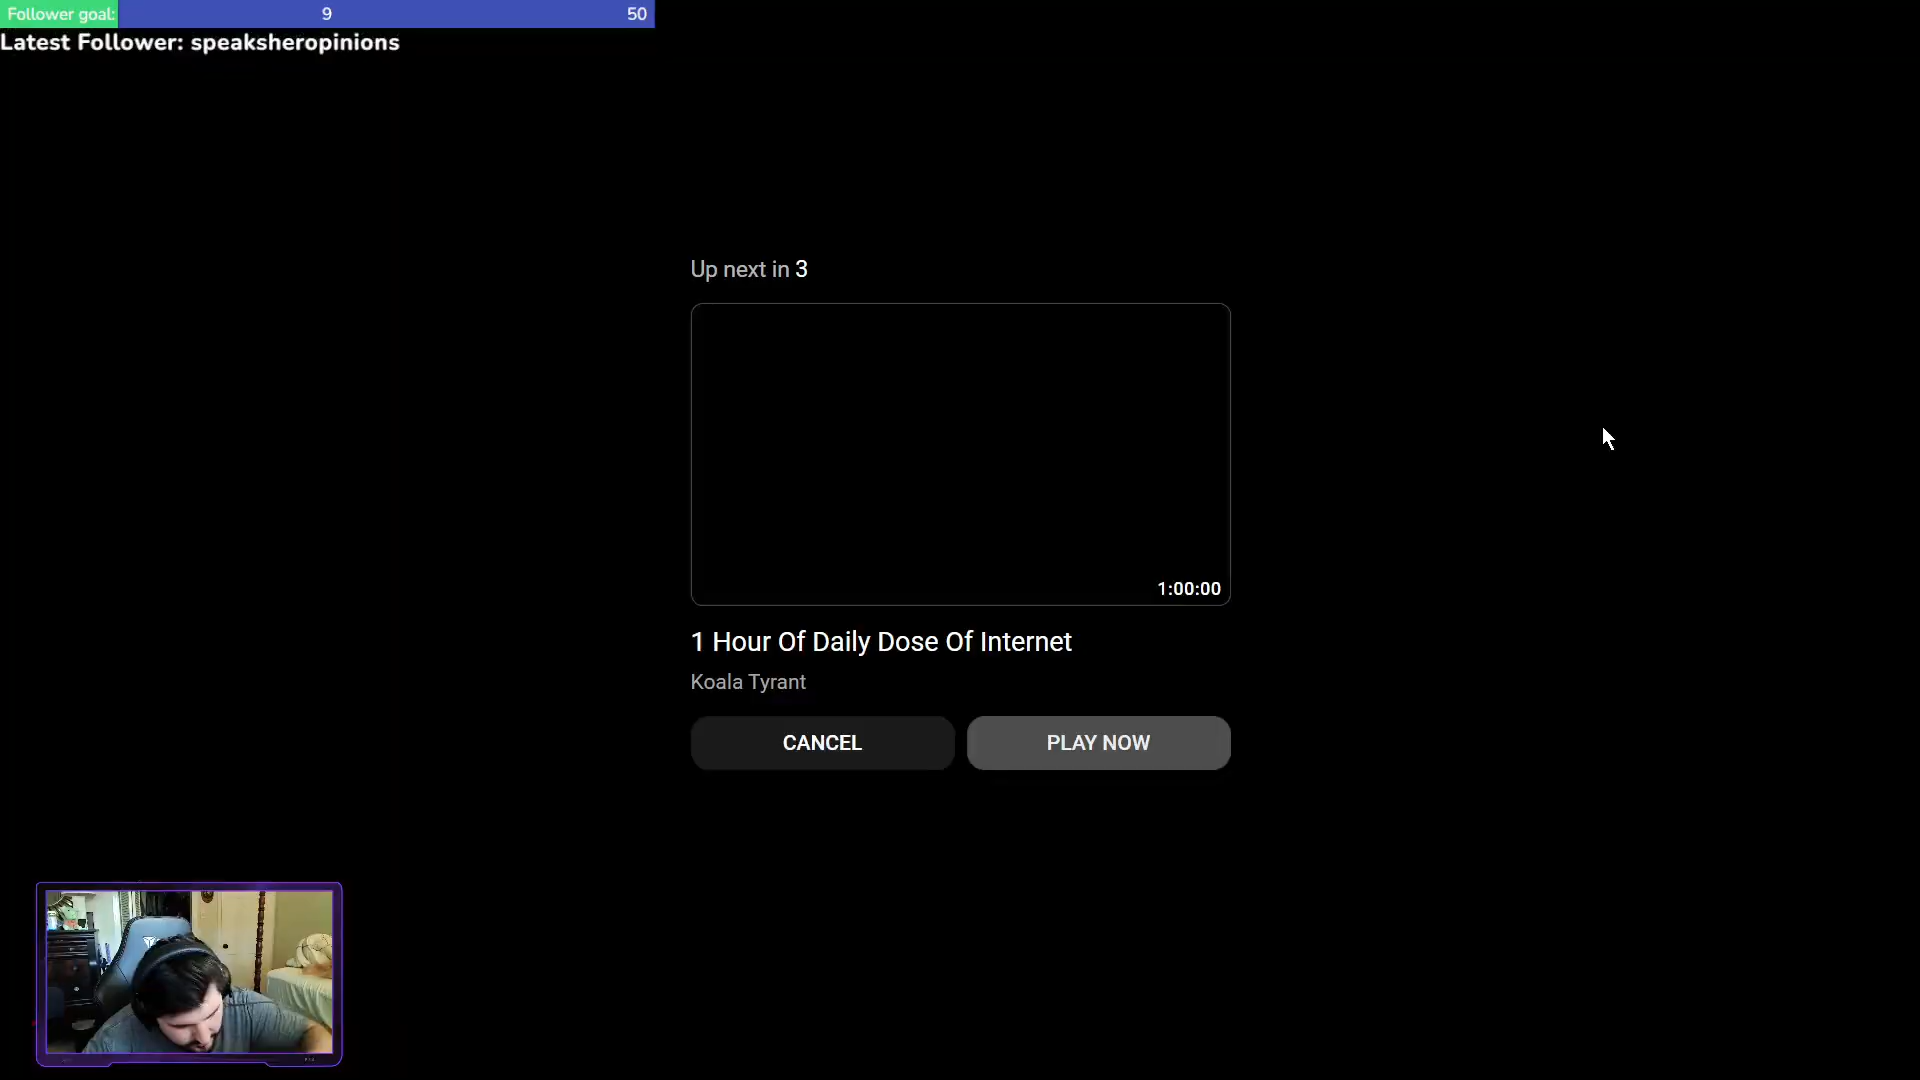 Follower goal: 9 50
Latest Follower: speaksheropinions
Up next in 3
1:00:00
1 Hour Of Daily Dose Of Internet
Koala Tyrant
CANCEL PLAY NOW